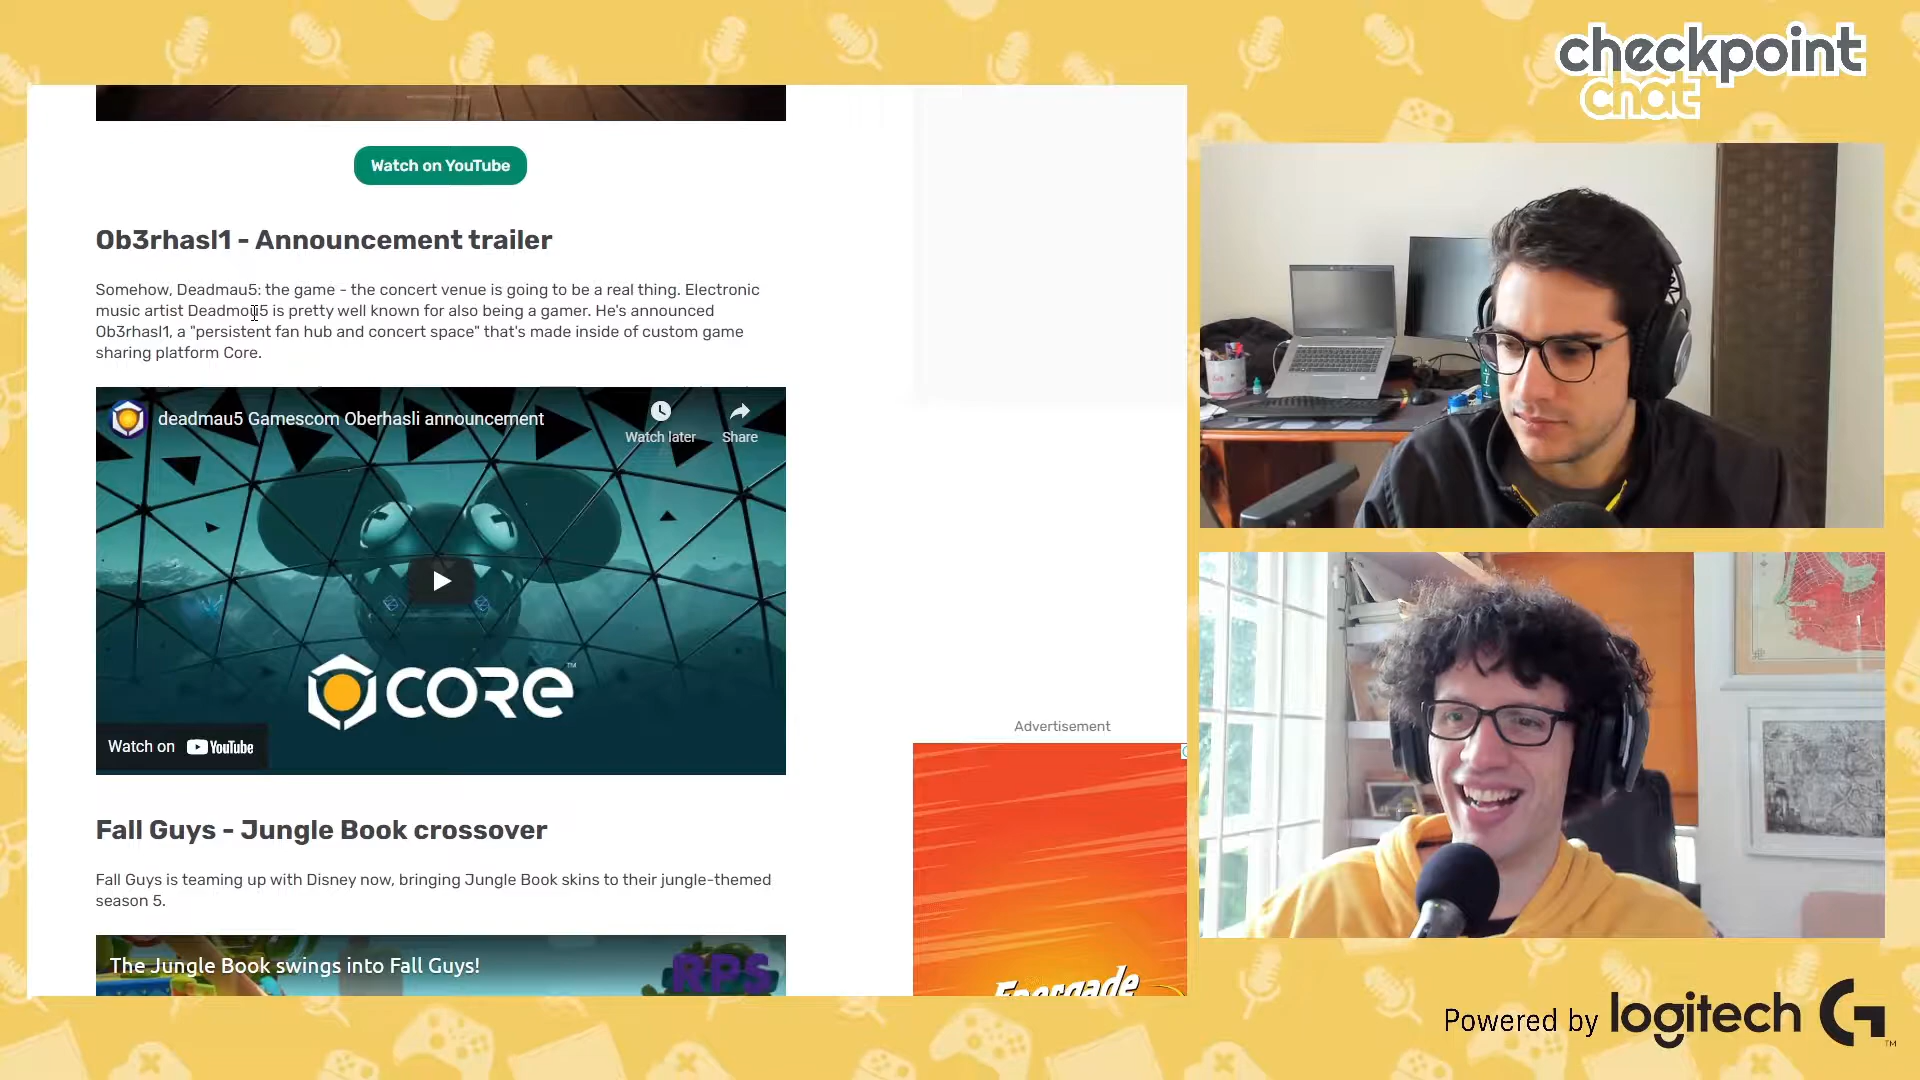 checkpoint
chat
Watch on YouTube
Ob3rhasl1 - Announcement trailer
Somehow, Deadmau5: the game - the concert venue is going to be a real thing. Electronic
music artist Deadmau5 is pretty well known for also being a gamer. He's announced
Ob3rhasl1, a "persistent fan hub and concert space" that's made inside of custom game
sharing platform Core.
deadmau5 Gamescom Oberhasli announcement
Watch later
Share
CORE
Watch on YouTube
Advertisement
Energade
Fall Guys - Jungle Book crossover
Fall Guys is teaming up with Disney now, bringing Jungle Book skins to their jungle-themed
season 5.
The Jungle Book swings into Fall Guys!
RPS
Powered by logitech G